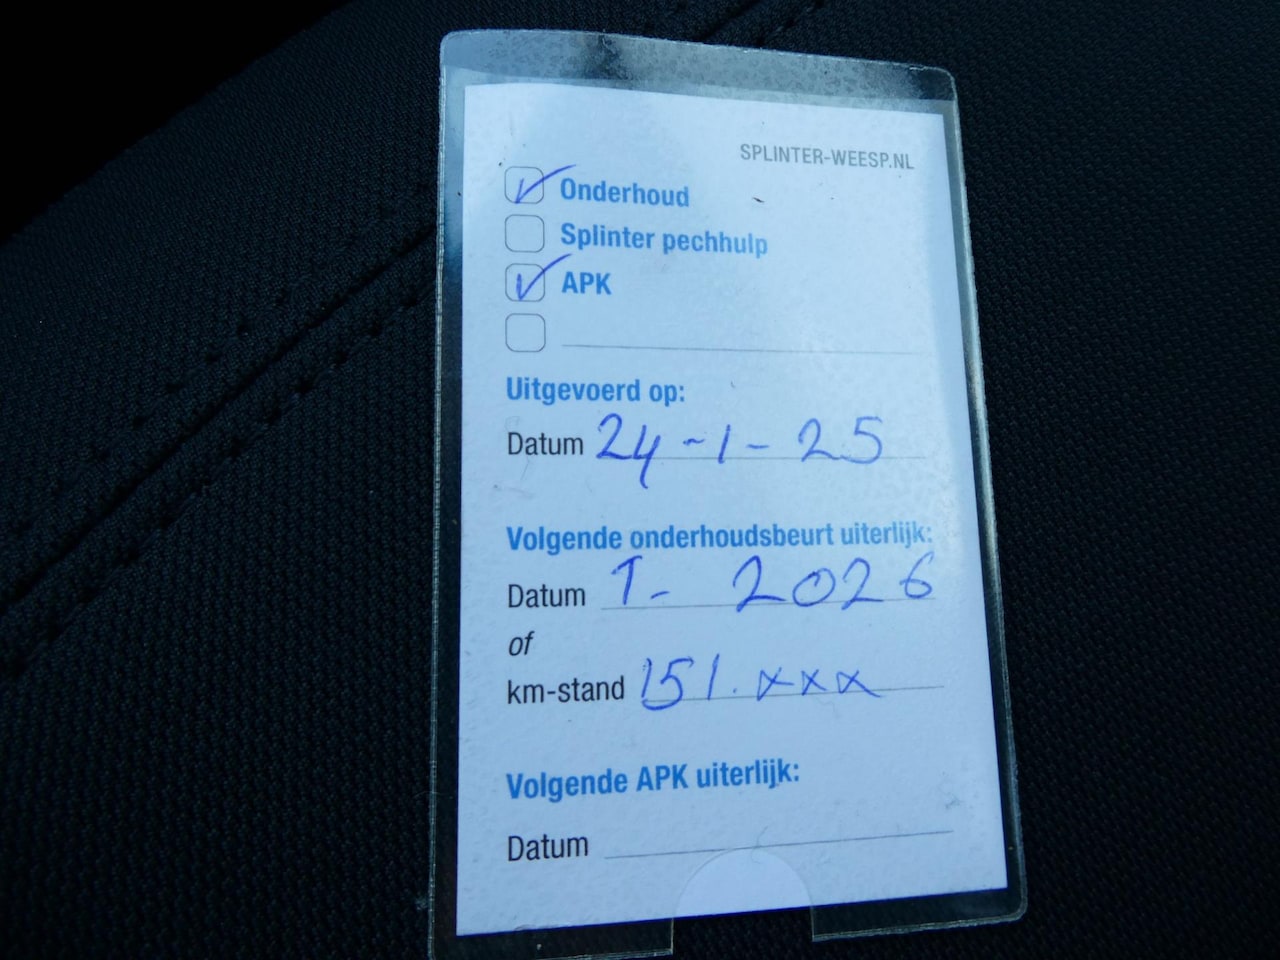 SPLINTER-WEESP.NL
Onderhoud
Splinter pechhulp
APK
Uitgevoerd op:
Datum 24-1-25
Volgende onderhoudsbeurt uiterlijk:
Datum 1- 2026
of
km-stand 151.xxx
Volgende APK uiterlijk:
Datum